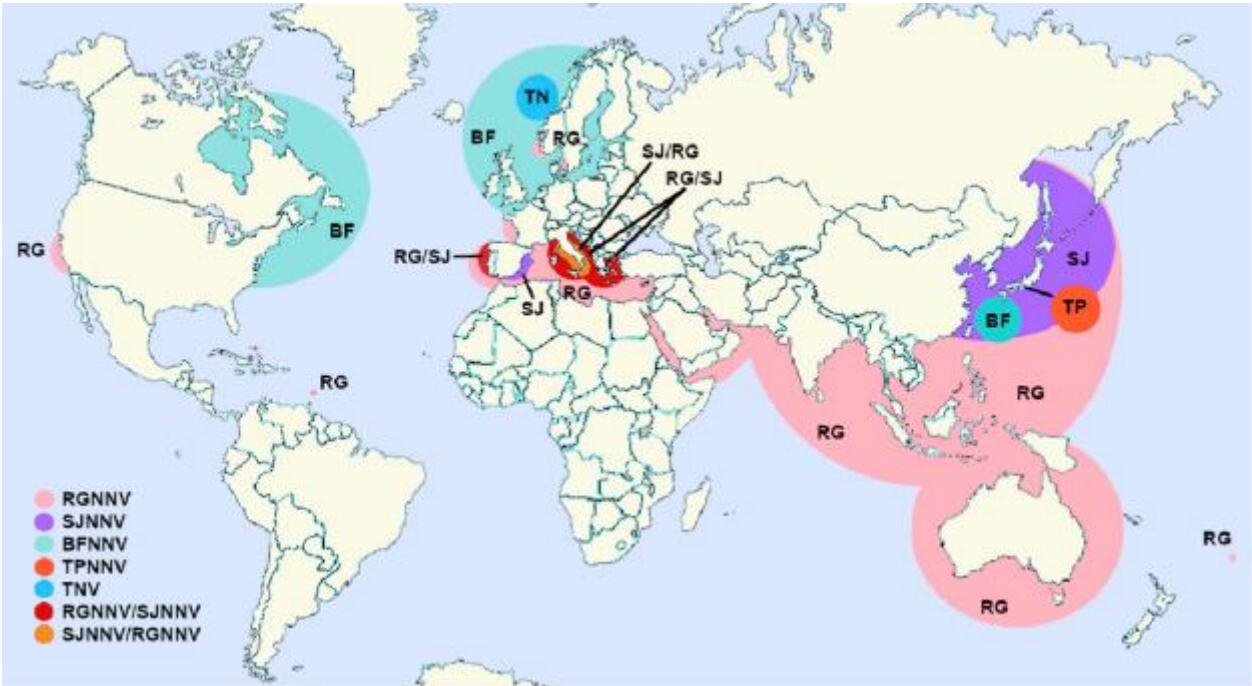 TN
BF
RG
SJ/RG
RG/SJ
RG
BF
RG/SJ
SJ
RG
SJ
BF
TP
RG
RG
RG
RG
RG
RGNNV
SJNNV
BFNNV
TPNNV
TNV
RGNNV/SJNNV
SJNNV/RGNNV